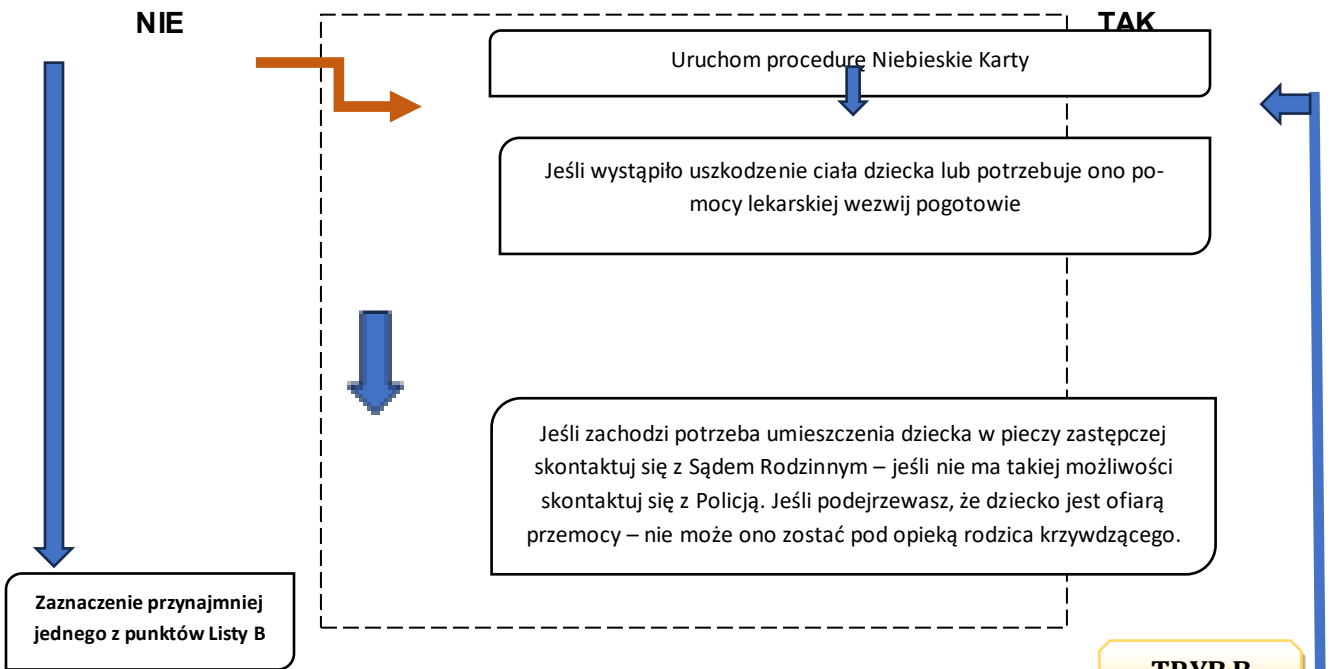 NIE
TAK
Uruchom procedurę Niebieskie Karty
Jeśli wystąpiło uszkodzenie ciała dziecka lub potrzebuje ono po-
mocy lekarskiej wezwij pogotowie
Jeśli zachodzi potrzeba umieszczenia dziecka w pieczy zastępczej
skontaktuj się z Sądem Rodzinnym – jeśli nie ma takiej możliwości
skontaktuj się z Policją. Jeśli podejrzewasz, że dziecko jest ofiarą
przemocy – nie może ono zostać pod opieką rodzica krzywdzącego.
Zaznaczenie przynajmniej
jednego z punktów Listy B
TRYB B